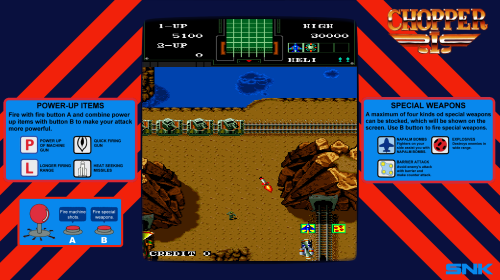 1-UP
5100
2-UP
0
HIGH
30000
HELI
CHOPPER
I
POWER-UP ITEMS
Fire with fire button A and combine power
up items with button B to make your attack
more powerful.
P
POWER UP
OF MACHINE
GUN
QUICK FIRING
GUN
L
LONGER FIRING
RANGE
HEAT SEEKING
MISSILES
Fire machine
shots.
Fire special
weapons.
A
B
SPECIAL WEAPONS
A maximum of four kinds od special weapons
can be stocked, which will be shown on the
screen. Use B button to fire special weapons.
NAPALM BOMBS
NAPALM BOMBS.
EXPLOSIVES
BARRIER ATTACK
CREDIT 0
SNK